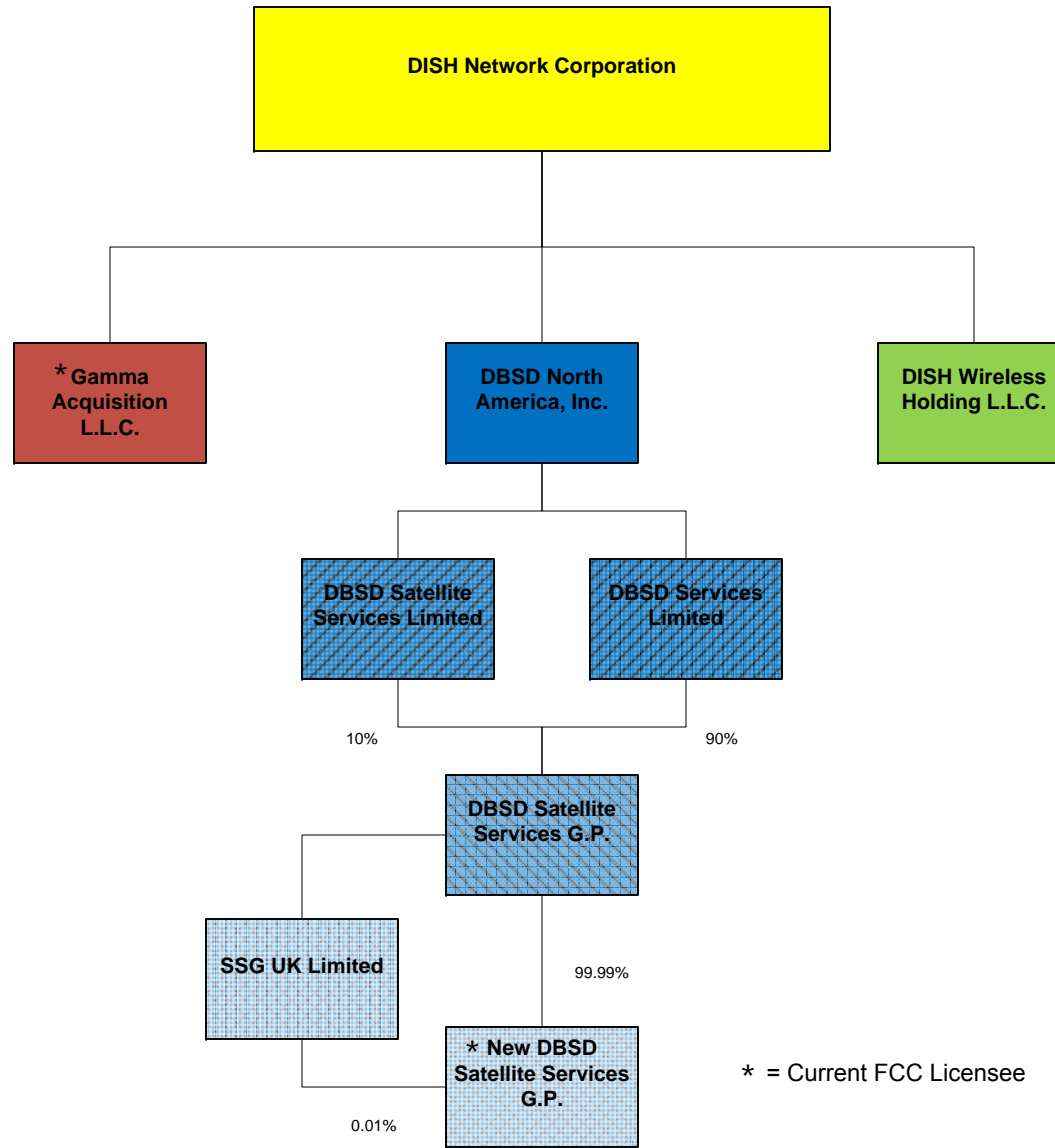 DISH Network Corporation
* Gamma
Acquisition
L.L.C.
DBSD North
America, Inc.
DISH Wireless
Holding L.L.C.
DBSD Satellite
Services Limited
DBSD Services
Limited
10%
90%
DBSD Satellite
Services G.P.
SSG UK Limited
99.99%
* New DBSD
Satellite Services
G.P.
* = Current FCC Licensee
0.01%